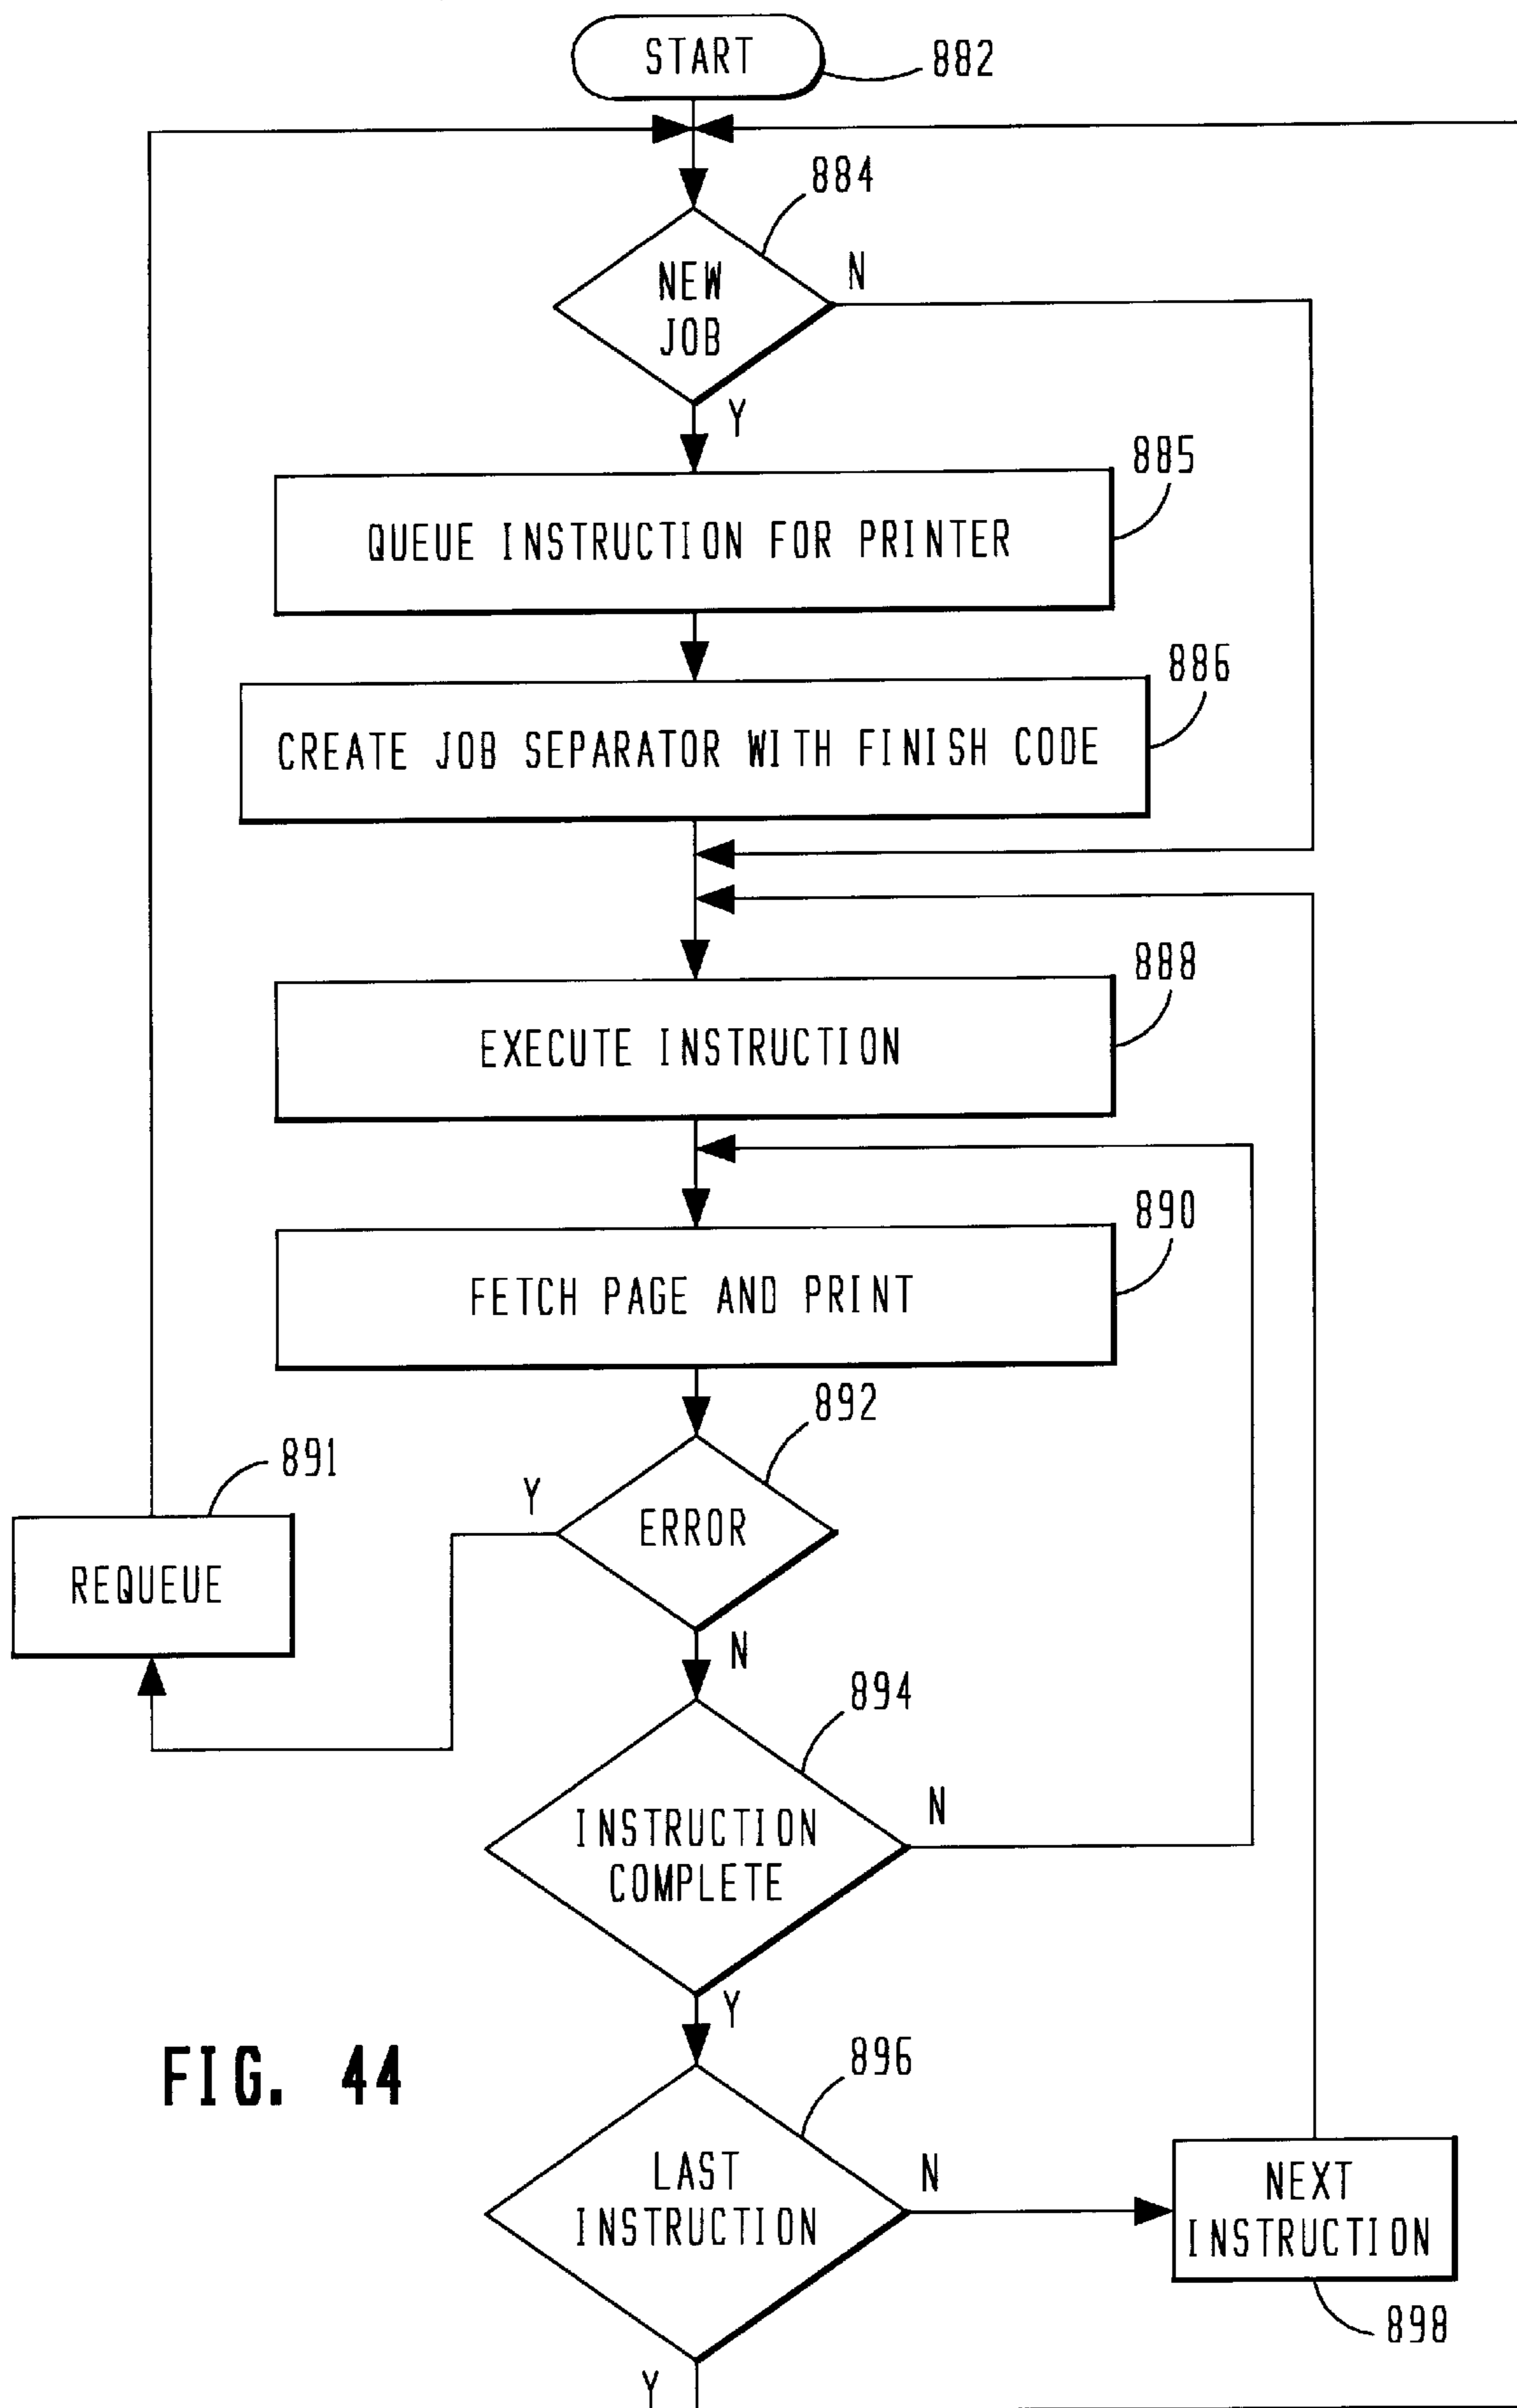 START
882
884
NEW
JOB
N
Y
885
QUEUE INSTRUCTION FOR PRINTER
886
CREATE JOB SEPARATOR WITH FINISH CODE
888
EXECUTE INSTRUCTION
890
FETCH PAGE AND PRINT
892
891
Y
ERROR
REQUEUE
N
894
N
INSTRUCTION
COMPLETE
Y
FIG. 44
896
LAST
INSTRUCTION
N
NEXT
INSTRUCTION
898
Y